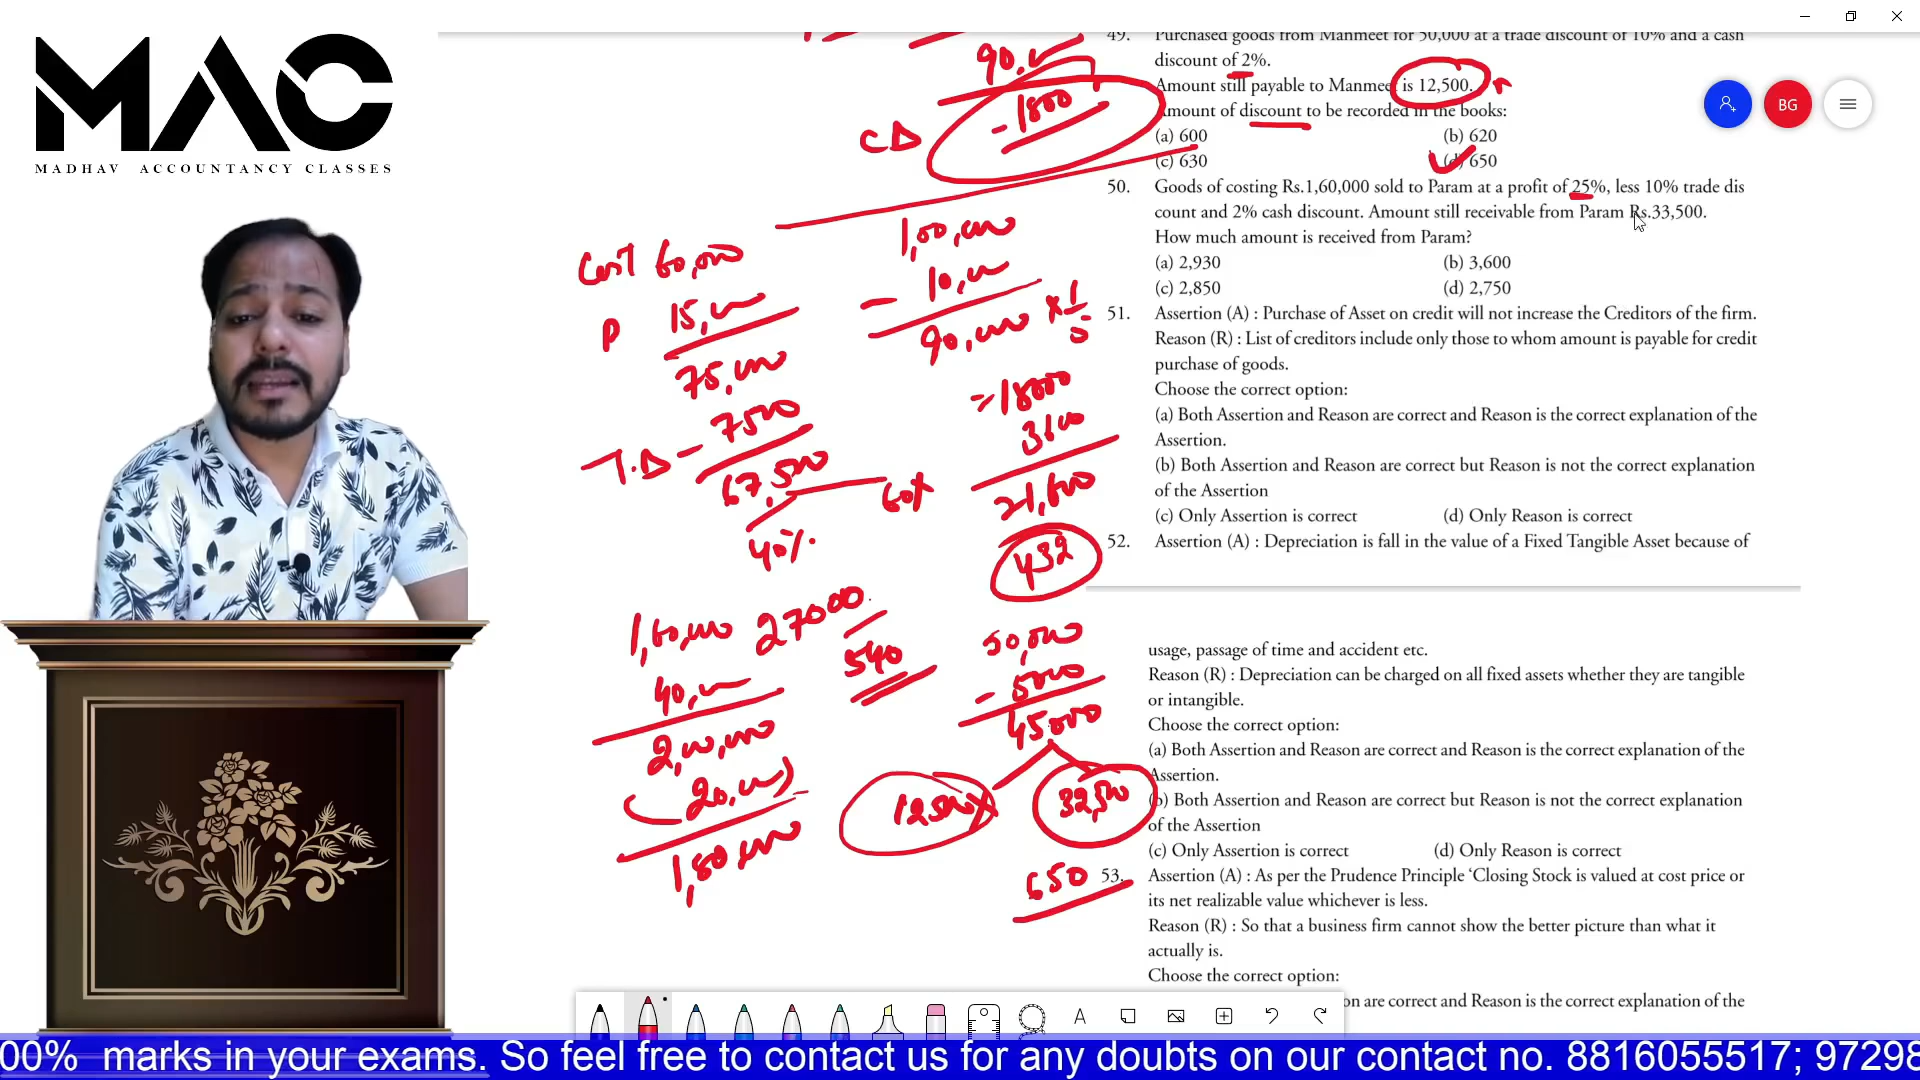 MAC
MADHAV ACCOUNTANCY CLASSES
90,00
CD
- 1800
1,00,000
- 10,00
90,000 × 1/5
= 18000
3600
21,600
432
Cost 60,000
P 15,00
75,000
T.D - 7500
67,500
60%
40%
1,60,000
40,00
2,00,000
(20,00)
1,80,000
27000
540
50,000
- 5000
45000
12500 X
32,500
650
49. Purchased goods from Manmeet for 50,000 at a trade discount of 10% and a cash
discount of 2%.
Amount still payable to Manmeet is 12,500.
Amount of discount to be recorded in the books:
(a) 600 (b) 620
(c) 630 (d) 650
50. Goods of costing Rs.1,60,000 sold to Param at a profit of 25%, less 10% trade dis
count and 2% cash discount. Amount still receivable from Param Rs.33,500.
How much amount is received from Param?
(a) 2,930 (b) 3,600
(c) 2,850 (d) 2,750
51. Assertion (A) : Purchase of Asset on credit will not increase the Creditors of the firm.
Reason (R) : List of creditors include only those to whom amount is payable for credit
purchase of goods.
Choose the correct option:
(a) Both Assertion and Reason are correct and Reason is the correct explanation of the
Assertion.
(b) Both Assertion and Reason are correct but Reason is not the correct explanation
of the Assertion
(c) Only Assertion is correct (d) Only Reason is correct
52. Assertion (A) : Depreciation is fall in the value of a Fixed Tangible Asset because of
usage, passage of time and accident etc.
Reason (R) : Depreciation can be charged on all fixed assets whether they are tangible
or intangible.
Choose the correct option:
(a) Both Assertion and Reason are correct and Reason is the correct explanation of the
Assertion.
(b) Both Assertion and Reason are correct but Reason is not the correct explanation
of the Assertion
(c) Only Assertion is correct (d) Only Reason is correct
53. Assertion (A) : As per the Prudence Principle ‘Closing Stock is valued at cost price or
its net realizable value whichever is less.
Reason (R) : So that a business firm cannot show the better picture than what it
actually is.
Choose the correct option:
on are correct and Reason is the correct explanation of the
BG
A
00% marks in your exams. So feel free to contact us for any doubts on our contact no. 8816055517; 97298